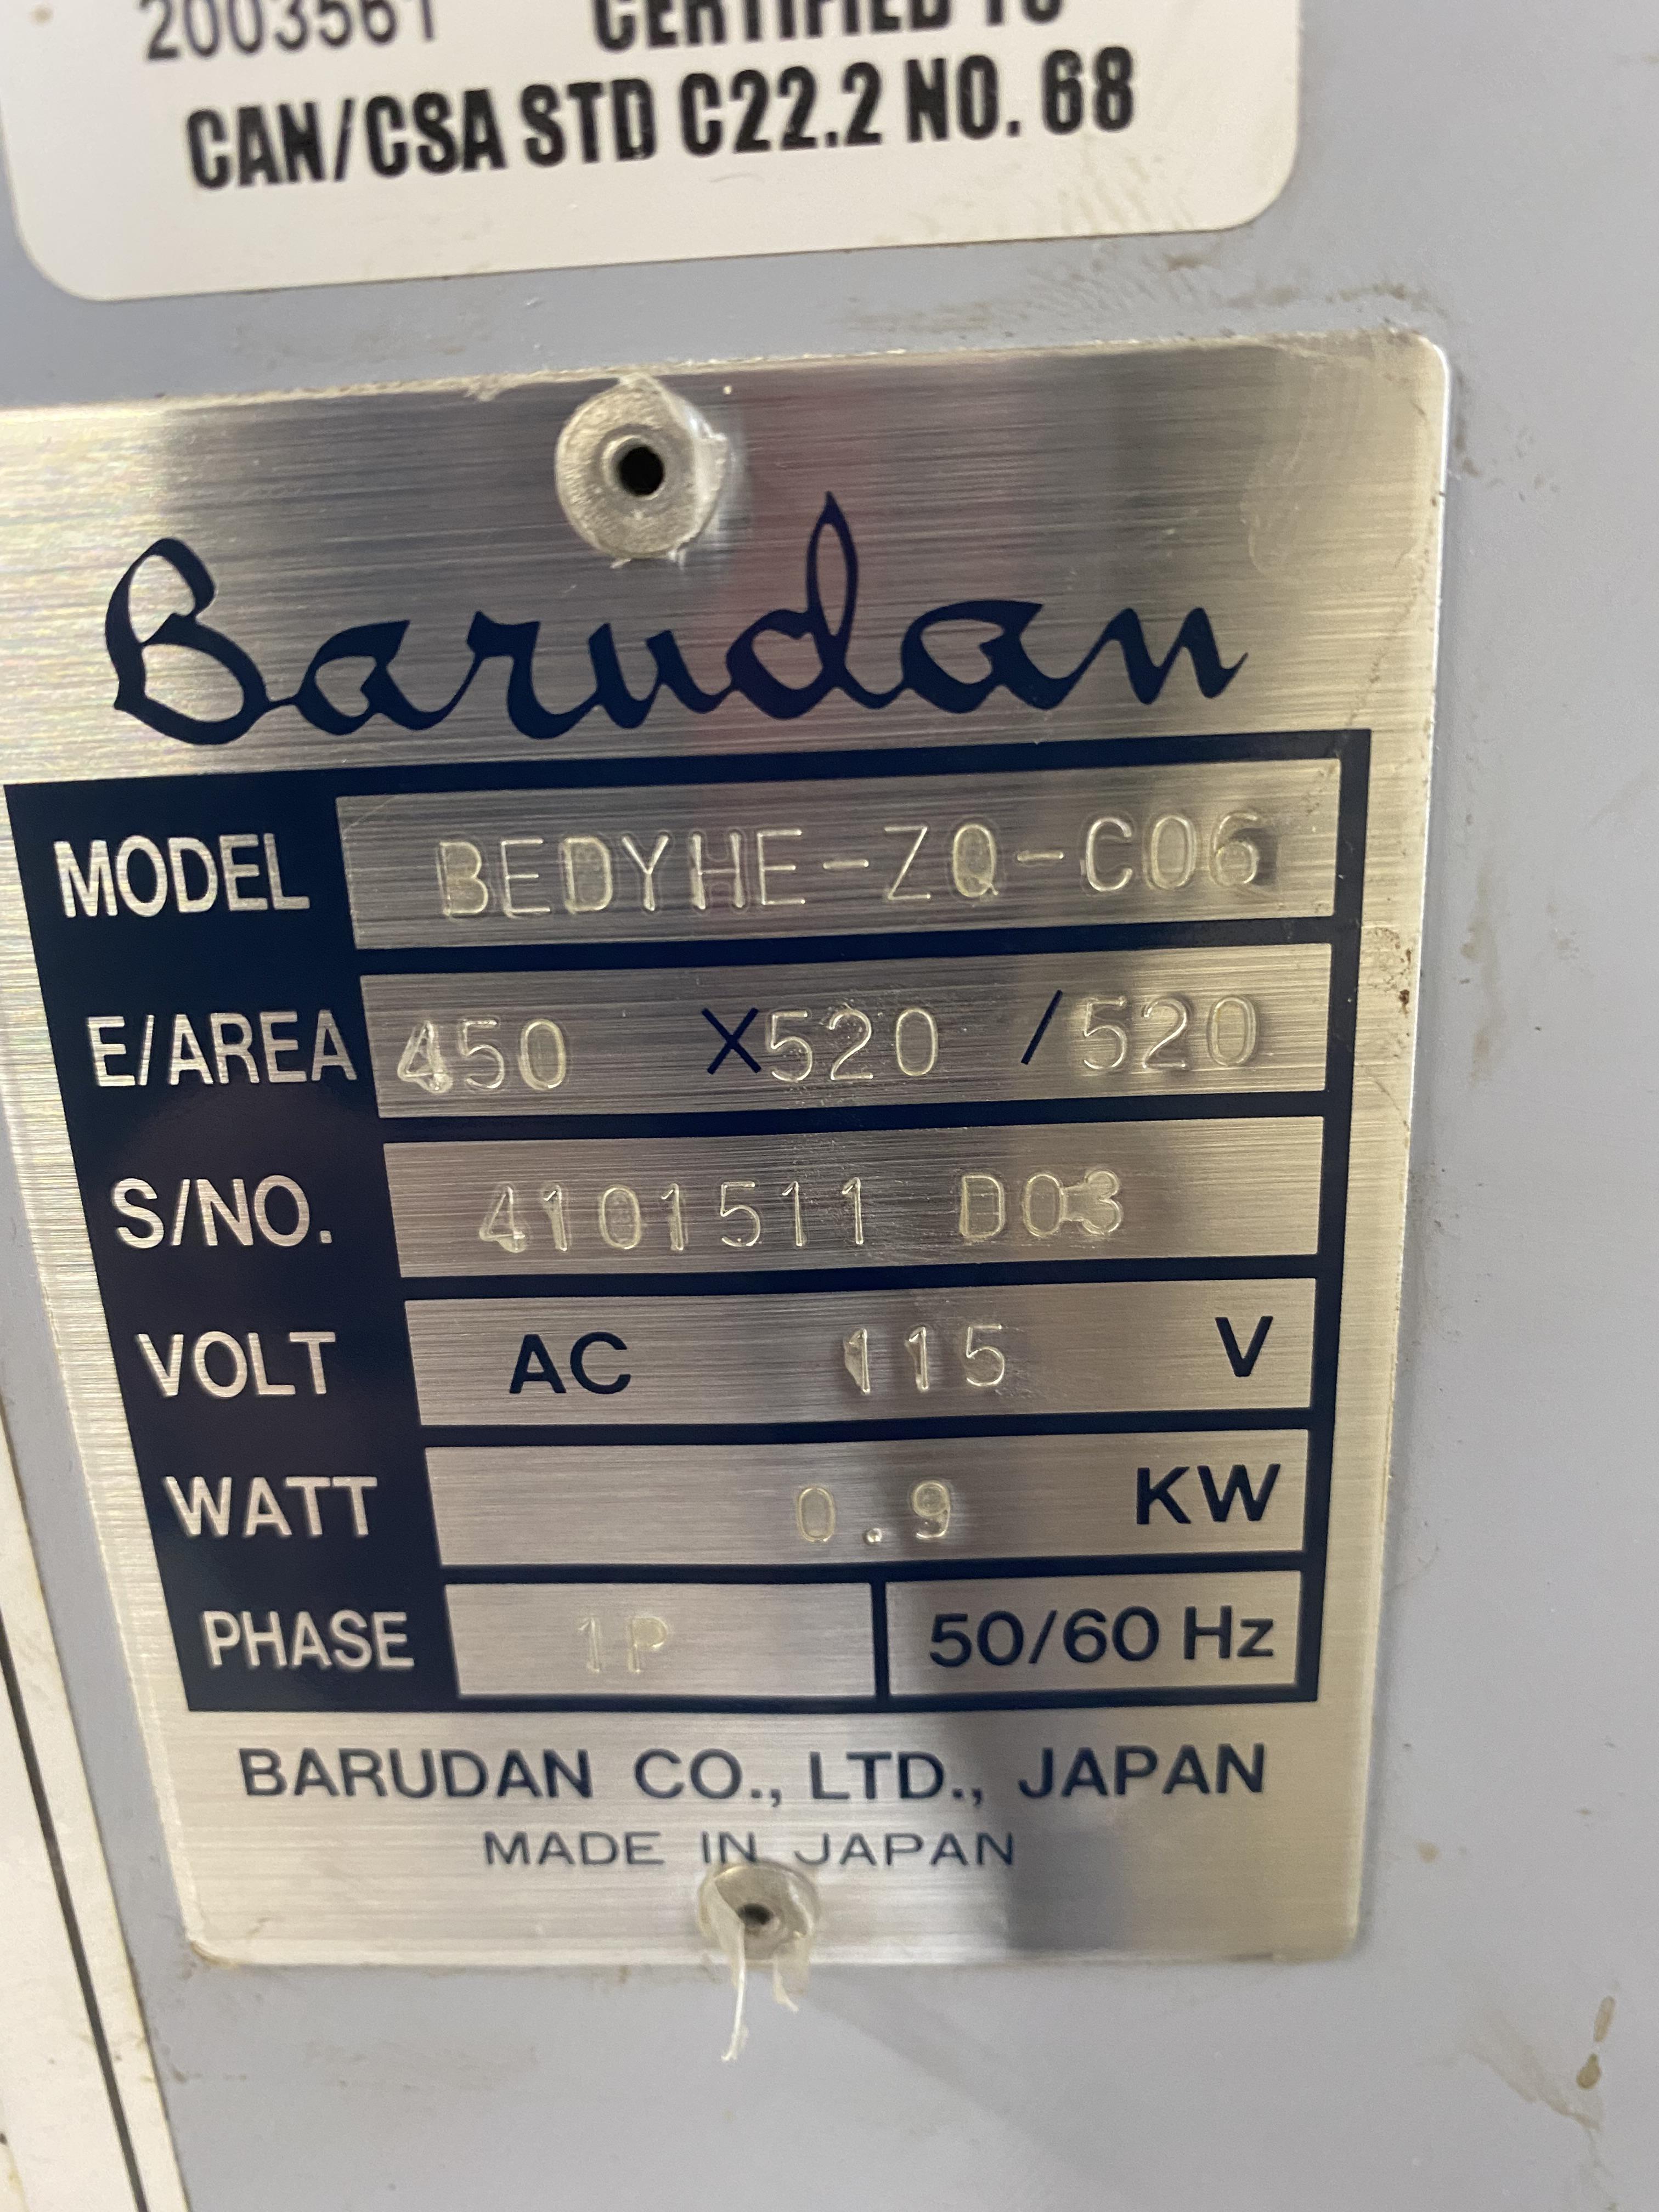 2003561 CERTIFIED TO
CAN/CSA STD C22.2 NO. 68
Barudan
MODEL BEDYHE-ZQ-C06
E/AREA 450 X520 /520
S/NO. 4101511 D03
VOLT AC 115 V
WATT 0.9 KW
PHASE 1P 50/60 Hz
BARUDAN CO., LTD., JAPAN
MADE IN JAPAN